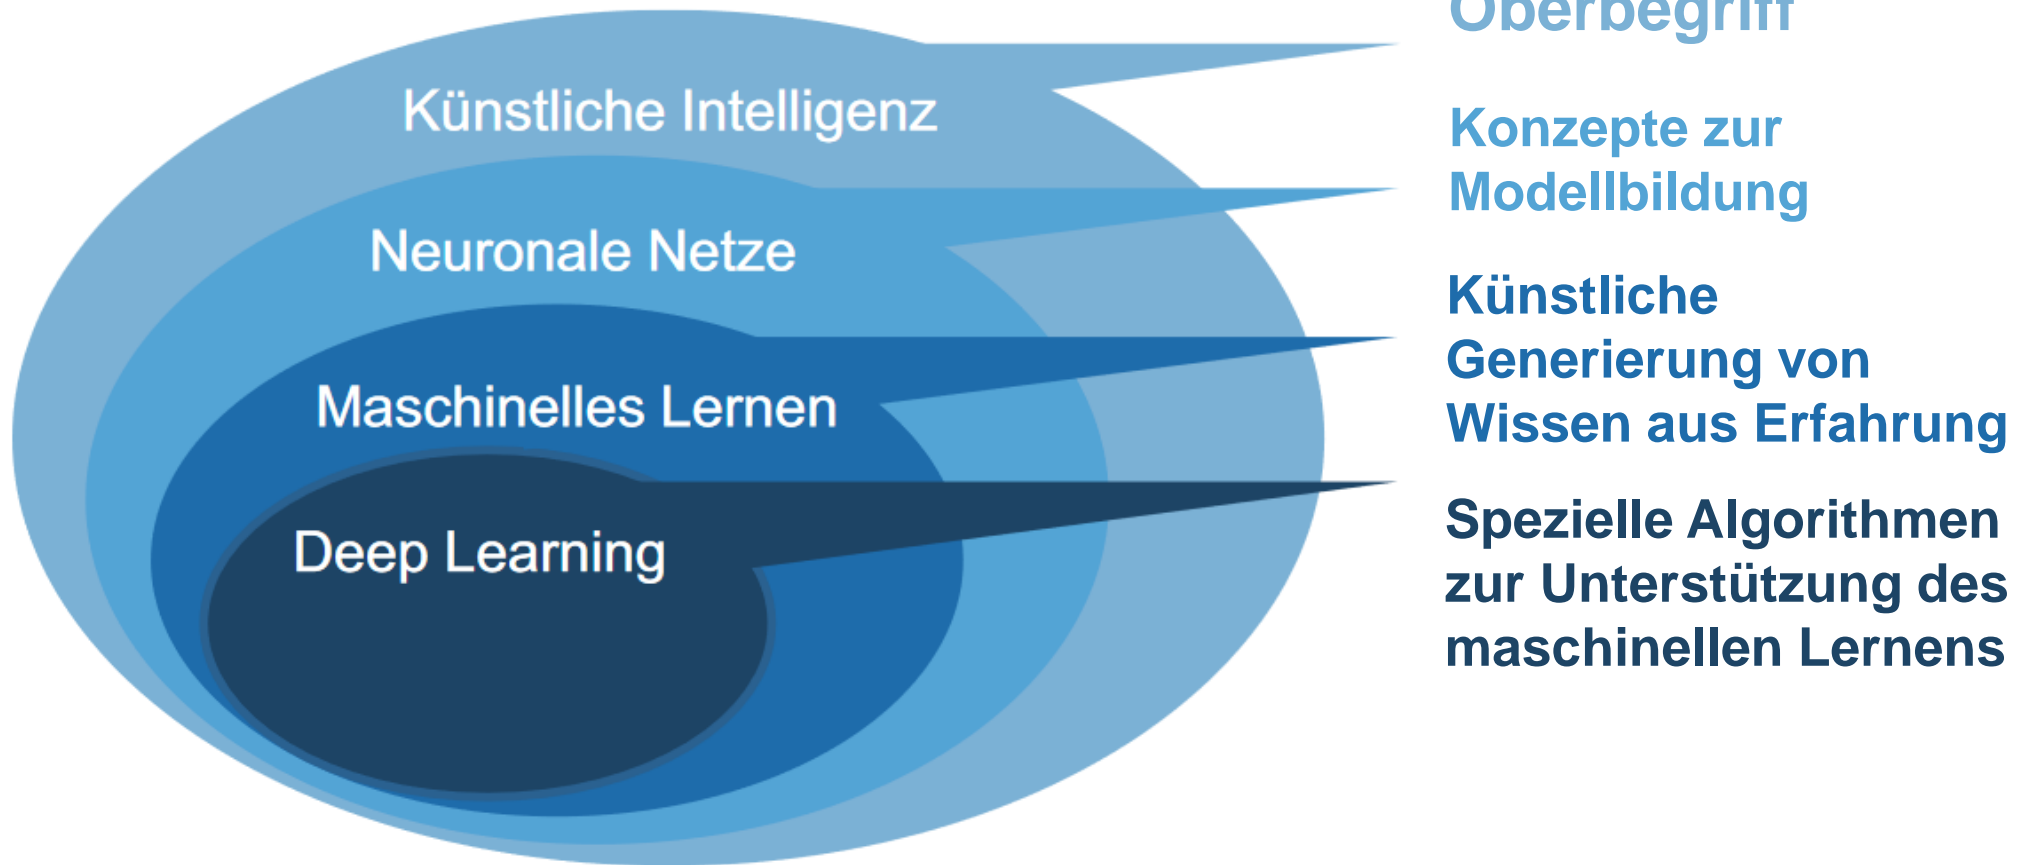 Oberbegriff
Künstliche Intelligenz
Konzepte zur
Modellbildung
Neuronale Netze
Künstliche
Generierung von
Wissen aus Erfahrung
Maschinelles Lernen
Spezielle Algorithmen
zur Unterstützung des
maschinellen Lernens
Deep Learning